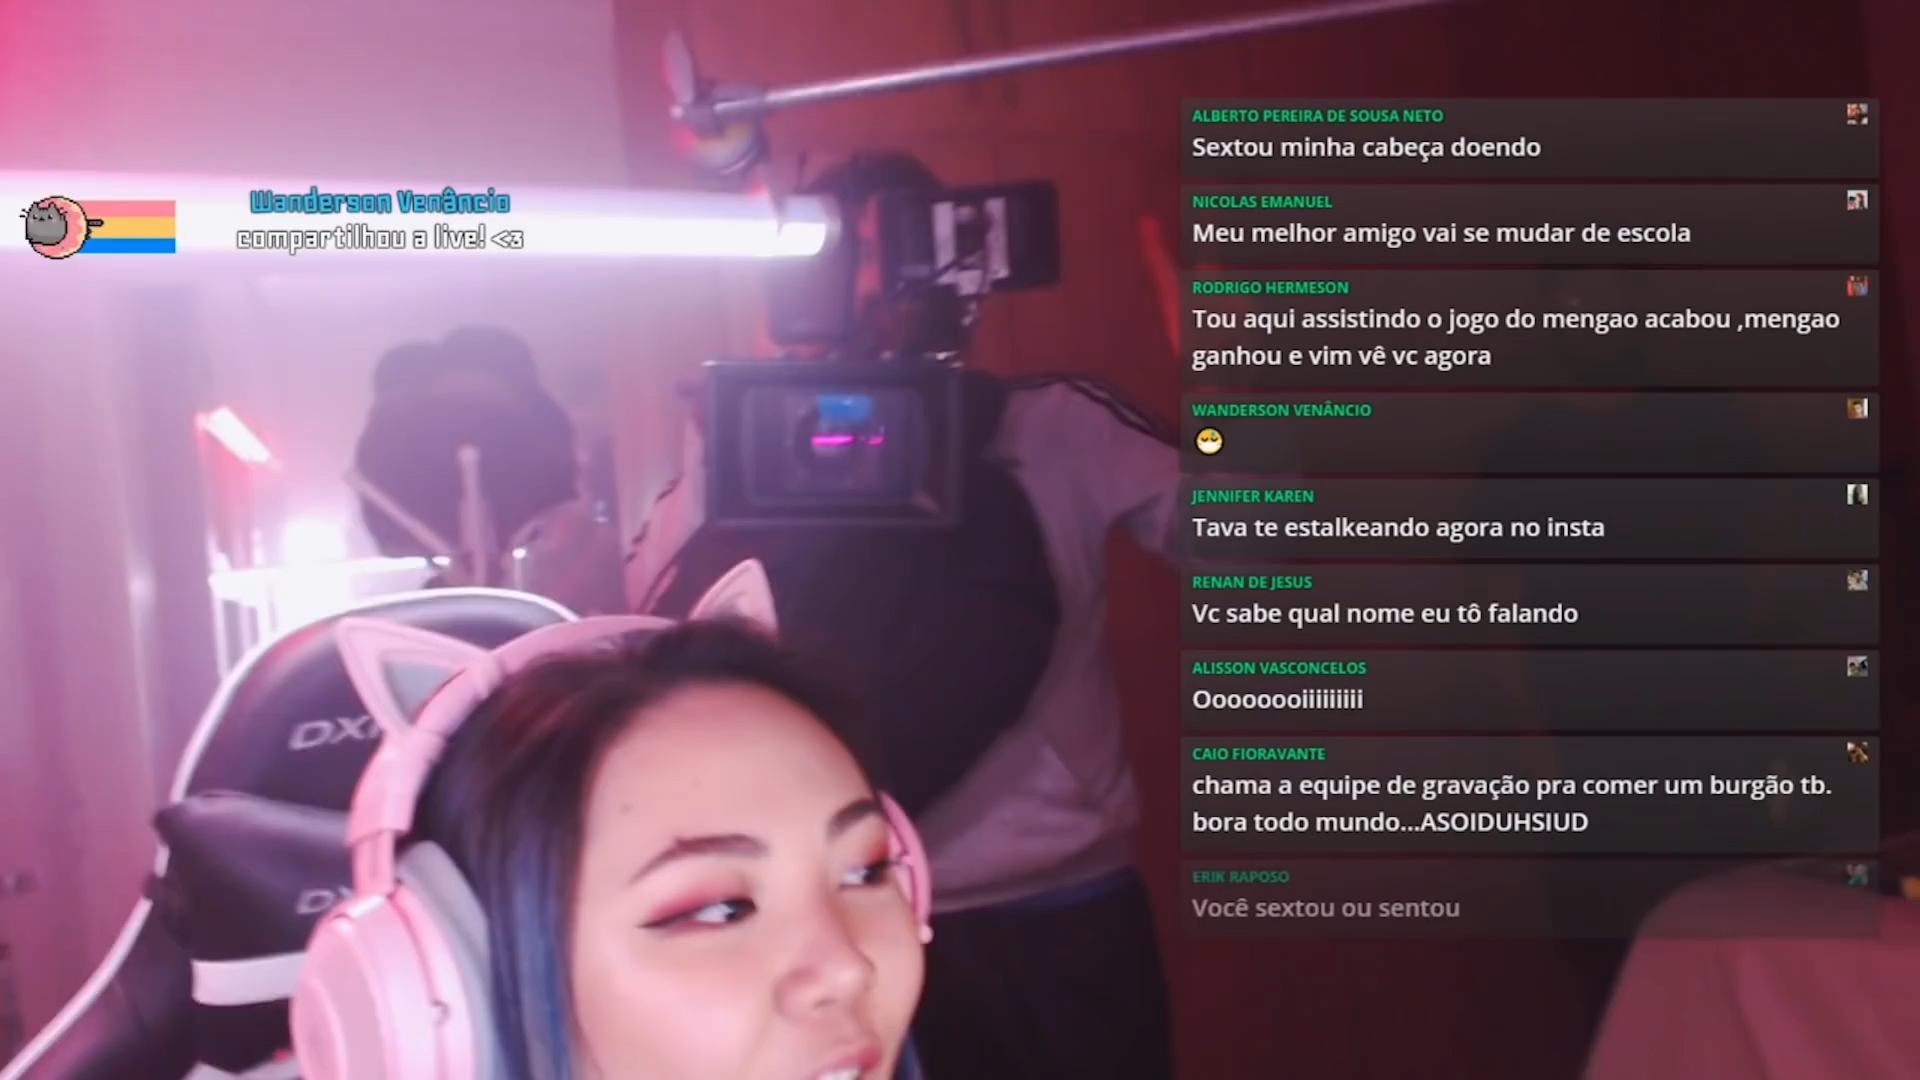 Wanderson Venâncio
compartilhou a live! <3
ALBERTO PEREIRA DE SOUSA NETO
Sextou minha cabeça doendo
NICOLAS EMANUEL
Meu melhor amigo vai se mudar de escola
RODRIGO HERMESON
Tou aqui assistindo o jogo do mengao acabou ,mengao
ganhou e vim vê vc agora
WANDERSON VENÂNCIO
JENNIFER KAREN
Tava te estalkeando agora no insta
RENAN DE JESUS
Vc sabe qual nome eu tô falando
ALISSON VASCONCELOS
Oooooooiiiiiiiii
CAIO FIORAVANTE
chama a equipe de gravação pra comer um burgão tb.
bora todo mundo...ASOIDUHSIUD
ERIK RAPOSO
Você sextou ou sentou